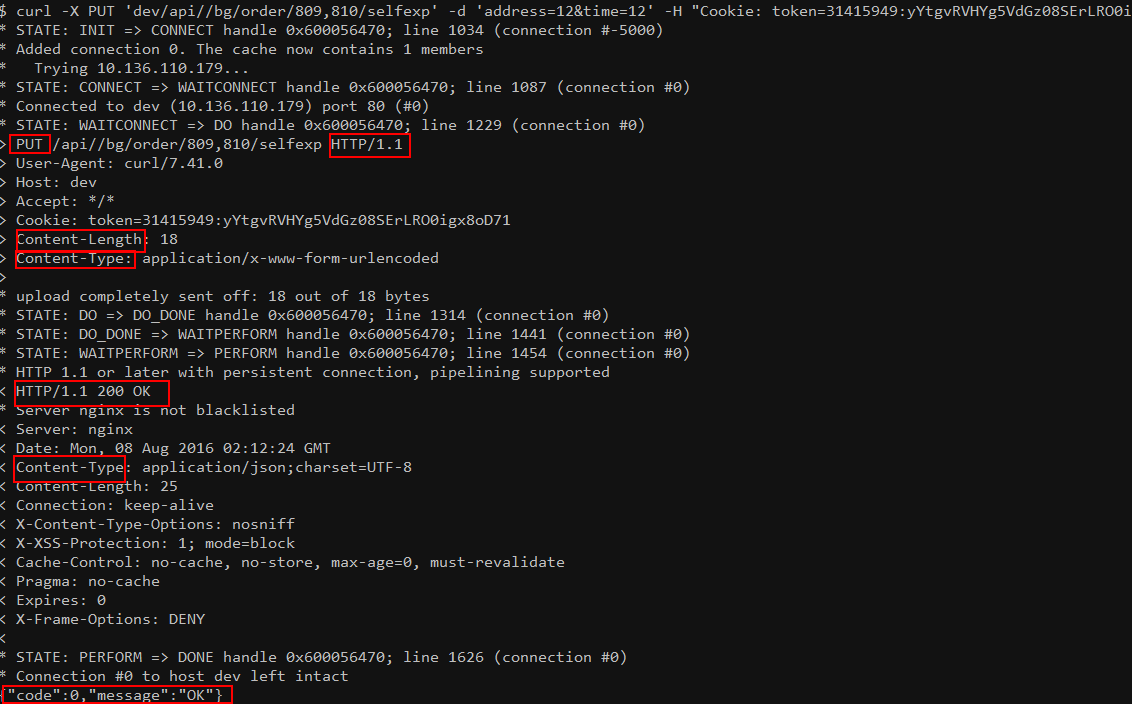 $ curl -X PUT 'dev/api//bg/order/809,810/selfexp' -d 'address=12&time=12' -H "Cookie: token=31415949:yYtgvRVHYg5VdGz08SErLRO0i
* STATE: INIT => CONNECT handle 0x600056470; line 1034 (connection #-5000)
* Added connection 0. The cache now contains 1 members
*   Trying 10.136.110.179...
* STATE: CONNECT => WAITCONNECT handle 0x600056470; line 1087 (connection #0)
* Connected to dev (10.136.110.179) port 80 (#0)
* STATE: WAITCONNECT => DO handle 0x600056470; line 1229 (connection #0)
> PUT /api//bg/order/809,810/selfexp HTTP/1.1
> User-Agent: curl/7.41.0
> Host: dev
> Accept: */*
> Cookie: token=31415949:yYtgvRVHYg5VdGz08SErLRO0igx8oD71
> Content-Length: 18
> Content-Type: application/x-www-form-urlencoded
>
* upload completely sent off: 18 out of 18 bytes
* STATE: DO => DO_DONE handle 0x600056470; line 1314 (connection #0)
* STATE: DO_DONE => WAITPERFORM handle 0x600056470; line 1441 (connection #0)
* STATE: WAITPERFORM => PERFORM handle 0x600056470; line 1454 (connection #0)
* HTTP 1.1 or later with persistent connection, pipelining supported
< HTTP/1.1 200 OK
* Server nginx is not blacklisted
< Server: nginx
< Date: Mon, 08 Aug 2016 02:12:24 GMT
< Content-Type: application/json;charset=UTF-8
< Content-Length: 25
< Connection: keep-alive
< X-Content-Type-Options: nosniff
< X-XSS-Protection: 1; mode=block
< Cache-Control: no-cache, no-store, max-age=0, must-revalidate
< Pragma: no-cache
< Expires: 0
< X-Frame-Options: DENY
<
* STATE: PERFORM => DONE handle 0x600056470; line 1626 (connection #0)
* Connection #0 to host dev left intact
{"code":0,"message":"OK"}